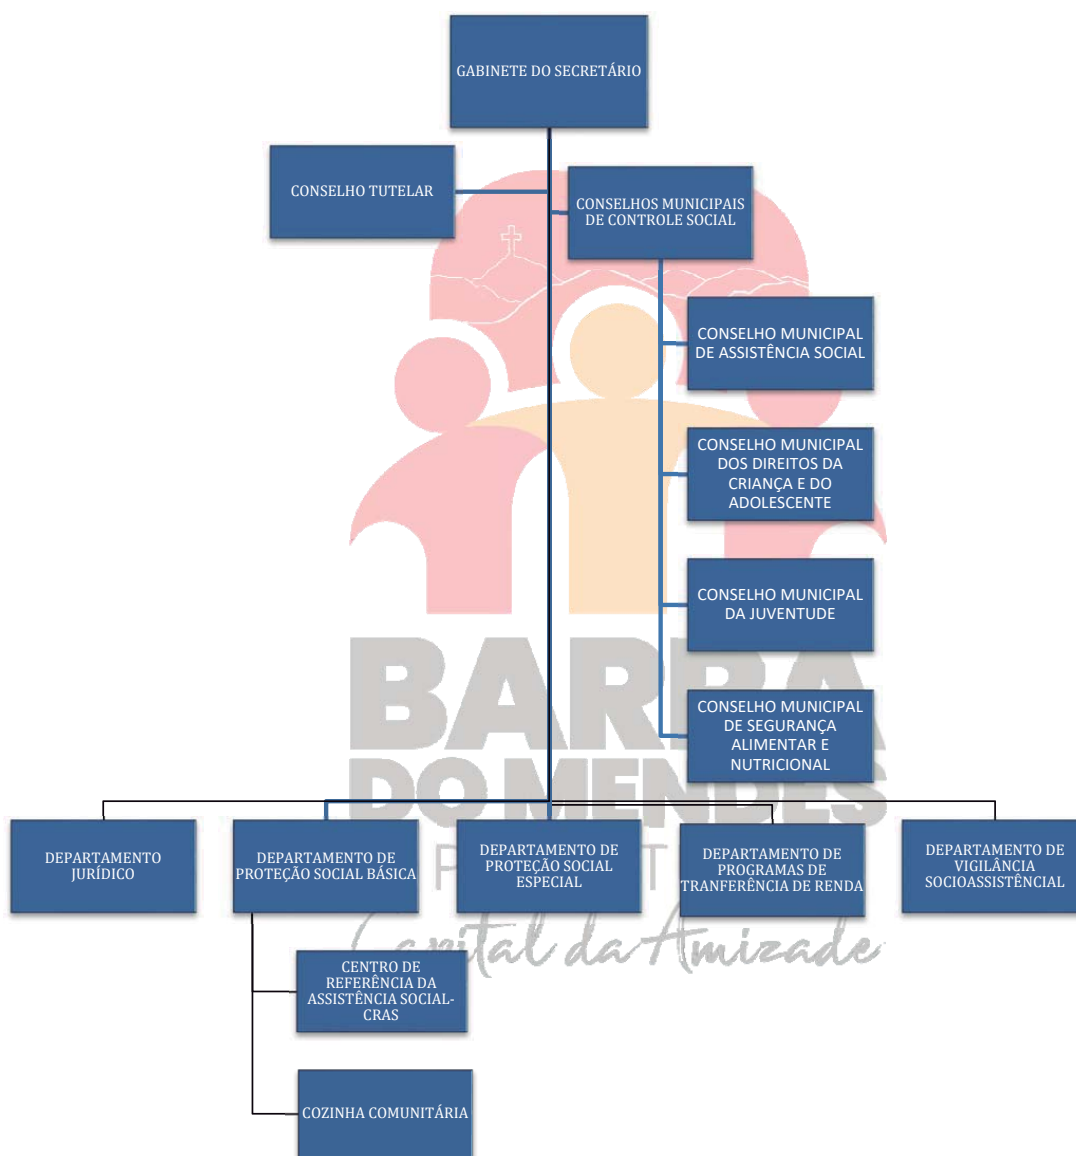 GABINETE DO SECRETÁRIO
CONSELHO TUTELAR
CONSELHOS MUNICIPAIS
DE CONTROLE SOCIAL
CONSELHO MUNICIPAL
DE ASSISTÊNCIA SOCIAL
CONSELHO MUNICIPAL
DOS DIREITOS DA
CRIANÇA E DO
ADOLESCENTE
CONSELHO MUNICIPAL
DA JUVENTUDE
CONSELHO MUNICIPAL
DE SEGURANÇA
ALIMENTAR E
NUTRICIONAL
BARRA
DO MENDES
DEPARTAMENTO
JURÍDICO
DEPARTAMENTO DE
PROTEÇÃO SOCIAL BÁSICA
DEPARTAMENTO DE
PROTEÇÃO SOCIAL
ESPECIAL
DEPARTAMENTO DE
PROGRAMAS DE
TRANFERÊNCIA DE RENDA
DEPARTAMENTO DE
VIGILÂNCIA
SOCIOASSISTÊNCIAL
Capital da Amizade
CENTRO DE
REFERÊNCIA DA
ASSISTÊNCIA SOCIAL-
CRAS
COZINHA COMUNITÁRIA